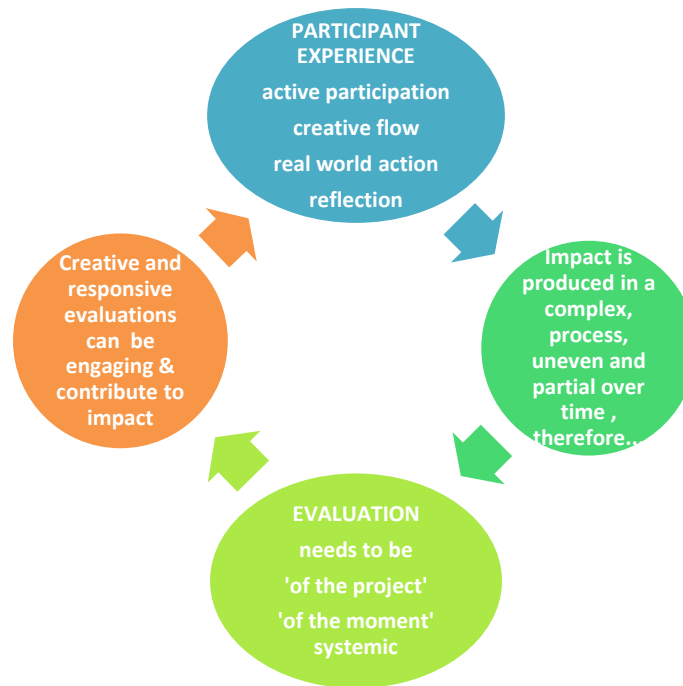 PARTICIPANT
EXPERIENCE
active participation
creative flow
real world action
reflection
Impact is
produced in a
complex,
process,
uneven and
partial over
time ,
therefore...
EVALUATION
needs to be
'of the project'
'of the moment'
systemic
Creative and
responsive
evaluations
can be
engaging &
contribute to
impact